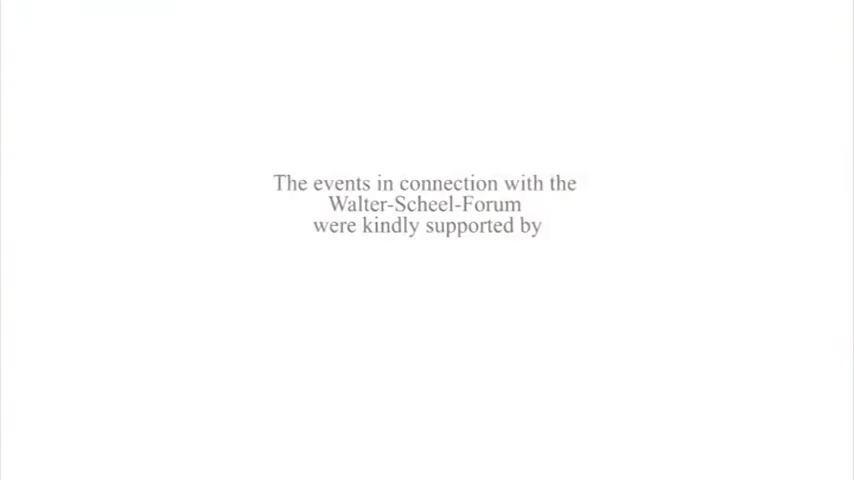 The events in connection with the
Walter-Scheel-Forum
were kindly supported by